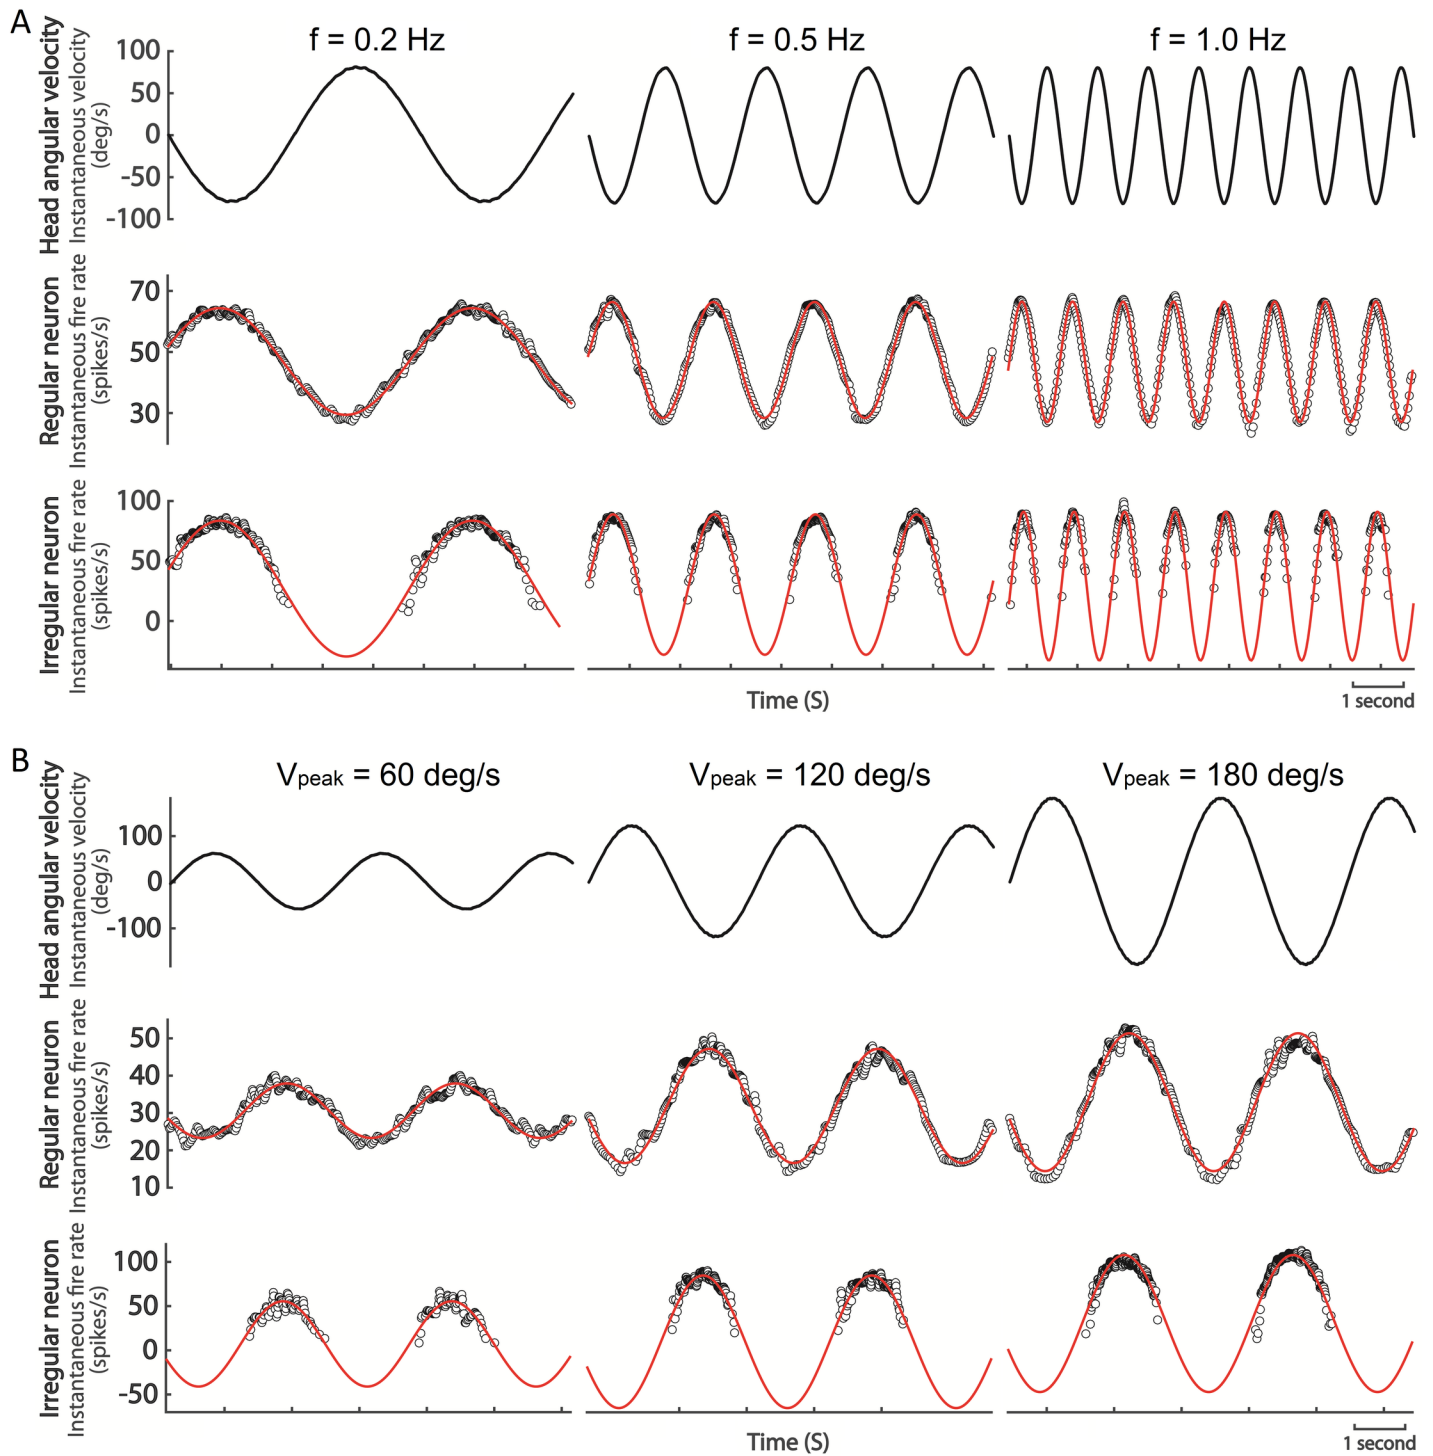 A
f = 0.2 Hz
f = 0.5 Hz
f = 1.0 Hz
Head angular velocity
Instantaneous velocity
(deg/s)
100
50
0
-50
-100
Regular neuron
Instantaneous fire rate
(spikes/s)
70
50
30
Irregular neuron
Instantaneous fire rate
(spikes/s)
100
50
0
Time (S)
1 second
B
Vpeak = 60 deg/s
Vpeak = 120 deg/s
Vpeak = 180 deg/s
Head angular velocity
Instantaneous velocity
(deg/s)
100
0
-100
Regular neuron
Instantaneous fire rate
(spikes/s)
50
40
30
20
10
Irregular neuron
Instantaneous fire rate
(spikes/s)
100
50
0
-50
Time (S)
1 second